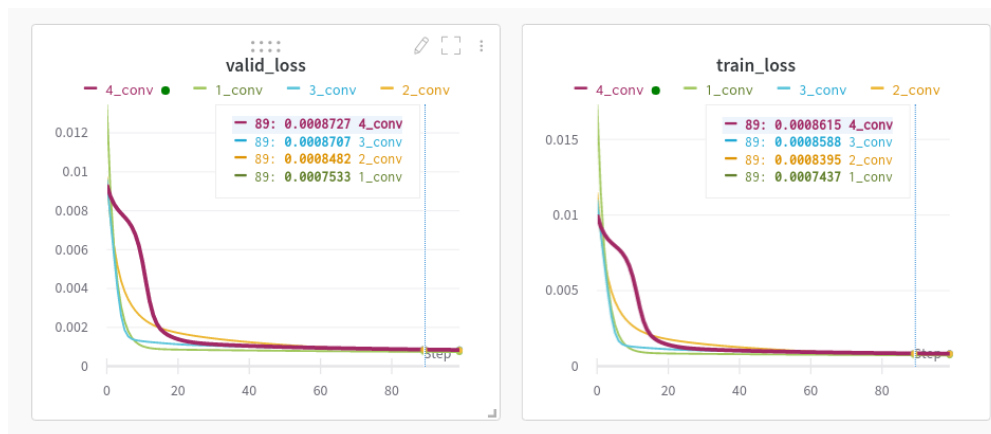 valid_loss
4_conv 1_conv 3_conv 2_conv
89: 0.0008727 4_conv
89: 0.0008707 3_conv
89: 0.0008482 2_conv
89: 0.0007533 1_conv
0.012
0.01
0.008
0.006
0.004
0.002
0
Step
0 20 40 60 80
train_loss
4_conv 1_conv 3_conv 2_conv
89: 0.0008615 4_conv
89: 0.0008588 3_conv
89: 0.0008395 2_conv
89: 0.0007437 1_conv
0.015
0.01
0.005
0
Step
0 20 40 60 80